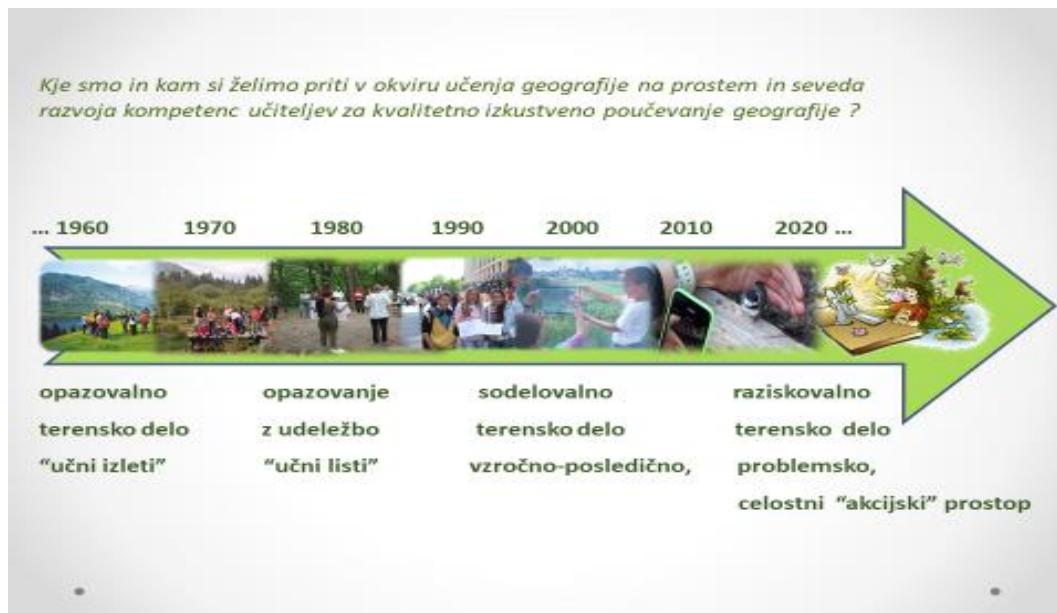 Kje smo in kam si želimo priti v okviru učenja geografije na prostem in seveda
razvoja kompetenc učiteljev za kvalitetno izkustveno poučevanje geografije ?
... 1960 1970 1980 1990 2000 2010 2020 ...
opazovalno
terensko delo
“učni izleti”
opazovanje
z udeležbo
“učni listi”
sodelovalno
terensko delo
vzročno-posledično,
raziskovalno
terensko delo
problemsko,
celostni “akcijski” prostop